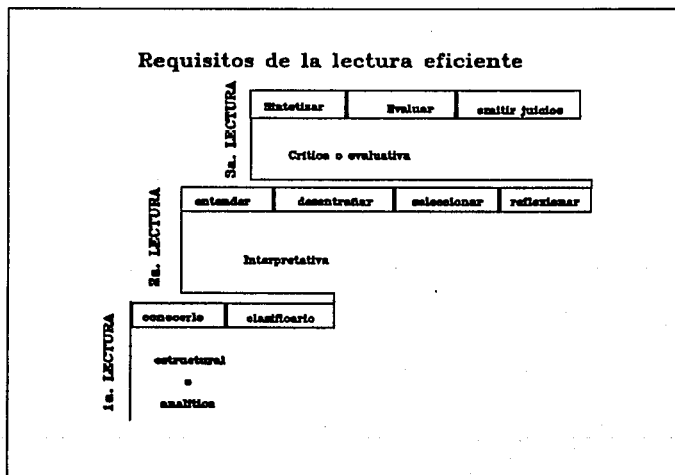 Requisitos de la lectura eficiente
3a. LECTURA
Sintetizar Evaluar emitir juicios
Crítica o evaluativa
2a. LECTURA
entender desentrañar seleccionar reflexionar
Interpretativa
1a. LECTURA
conocerlo clasificarlo
estructural
o
analítica